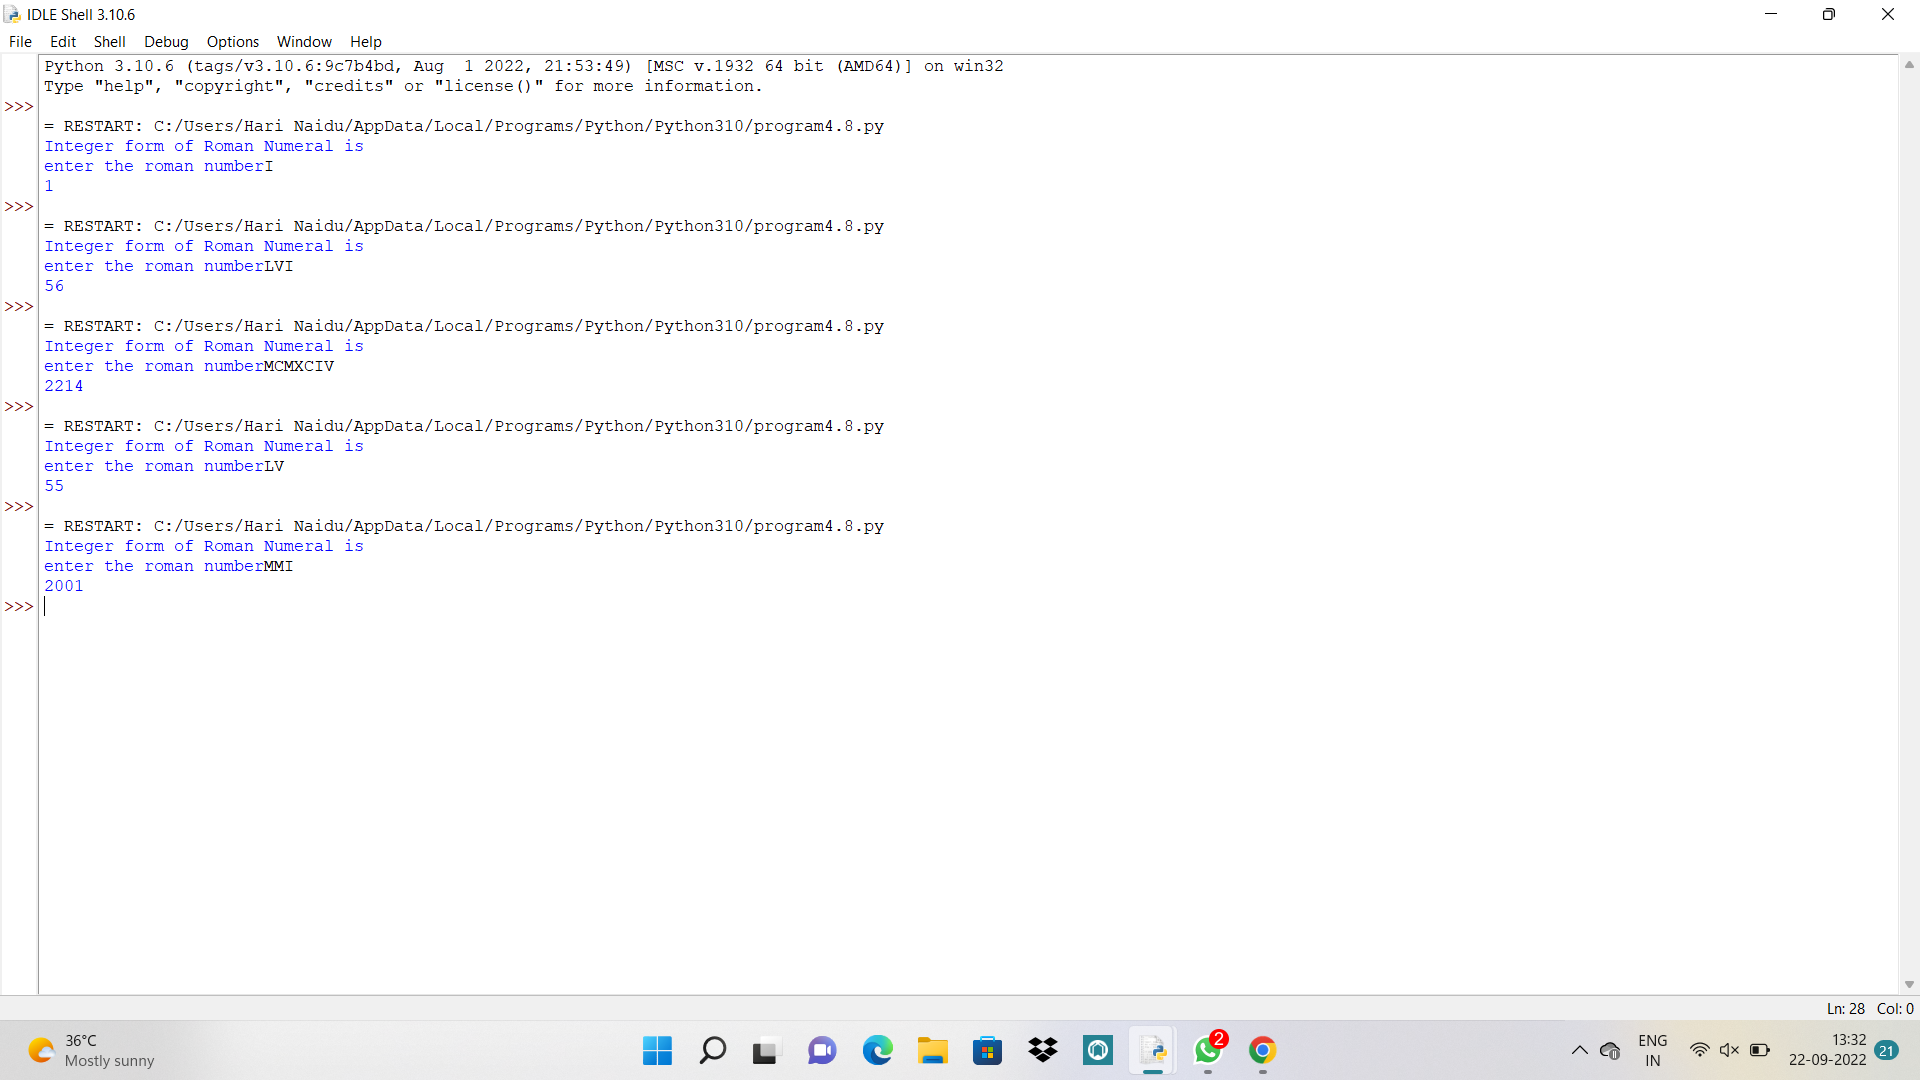 IDLE Shell 3.10.6
File Edit Shell Debug Options Window Help
Python 3.10.6 (tags/v3.10.6:9c7b4bd, Aug  1 2022, 21:53:49) [MSC v.1932 64 bit (AMD64)] on win32
Type "help", "copyright", "credits" or "license()" for more information.
>>>
= RESTART: C:/Users/Hari Naidu/AppData/Local/Programs/Python/Python310/program4.8.py
Integer form of Roman Numeral is
enter the roman numberI
1
>>>
= RESTART: C:/Users/Hari Naidu/AppData/Local/Programs/Python/Python310/program4.8.py
Integer form of Roman Numeral is
enter the roman numberLVI
56
>>>
= RESTART: C:/Users/Hari Naidu/AppData/Local/Programs/Python/Python310/program4.8.py
Integer form of Roman Numeral is
enter the roman numberMCMXCIV
2214
>>>
= RESTART: C:/Users/Hari Naidu/AppData/Local/Programs/Python/Python310/program4.8.py
Integer form of Roman Numeral is
enter the roman numberLV
55
>>>
= RESTART: C:/Users/Hari Naidu/AppData/Local/Programs/Python/Python310/program4.8.py
Integer form of Roman Numeral is
enter the roman numberMMI
2001
>>>
Ln: 28 Col: 0
36°C
Mostly sunny
2
ENG
IN
13:32
22-09-2022
21